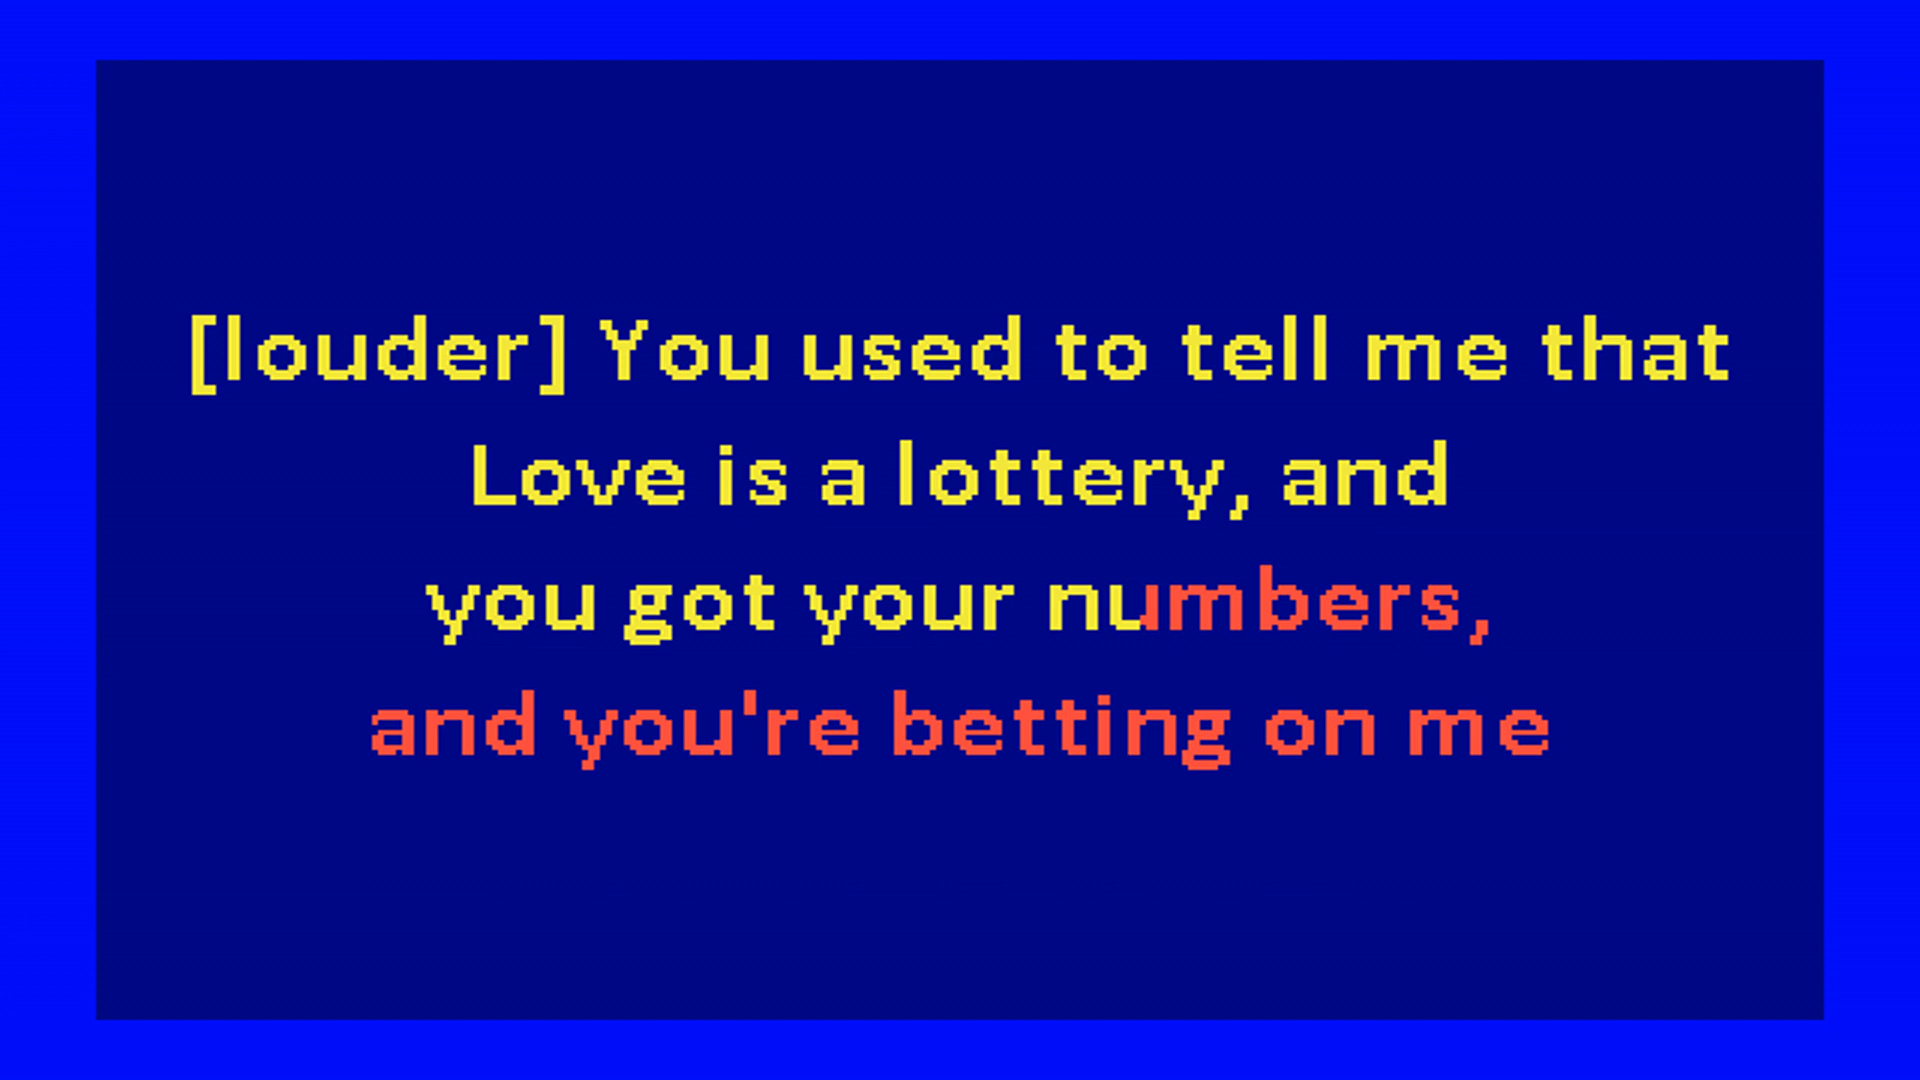 [louder] You used to tell me that
Love is a lottery, and
you got your numbers,
and you're betting on me